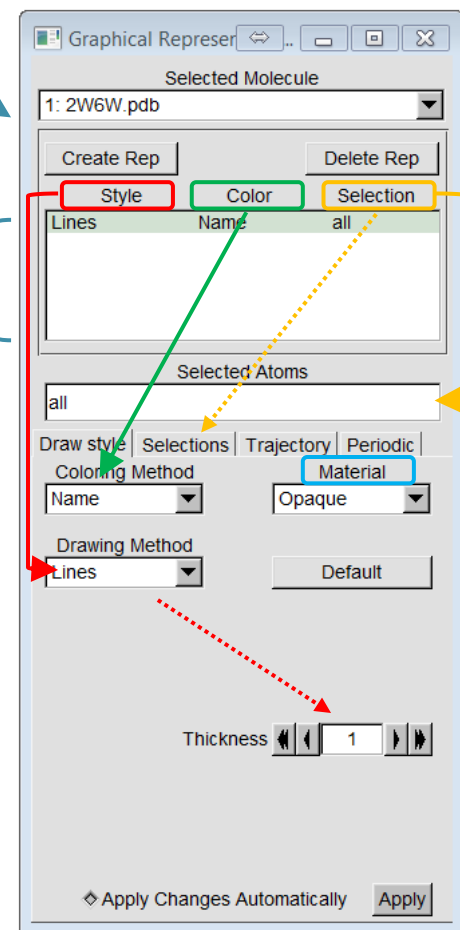 Graphical Represer ..
Selected Molecule
1: 2W6W.pdb
Create Rep Delete Rep
Style Color Selection
Lines Name all
Selected Atoms
all
Draw style Selections Trajectory Periodic
Coloring Method Material
Name Opaque
Drawing Method
Lines Default
Thickness 1
Apply Changes Automatically Apply